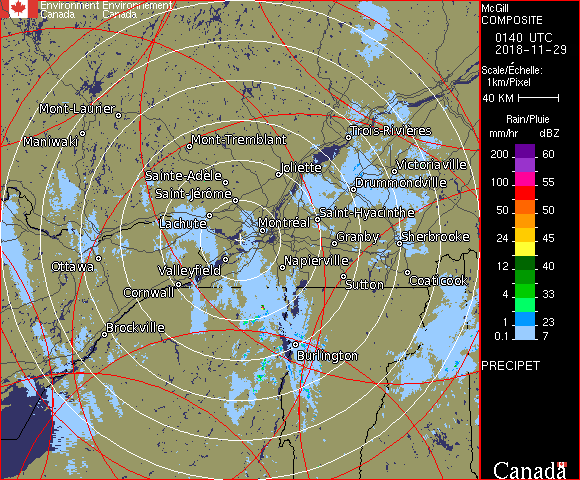 Environment Environnement
Canada Canada
McGill
COMPOSITE
0140 UTC
2018-11-29
Scale/Échelle:
1km/Pixel
40 KM
Rain/Pluie
mm/hr dBZ
200 60
100 55
50 50
24 45
12 40
4 33
1 23
0.1 7
PRECIPET
Canada
Mont-Laurier
Maniwaki
Mont-Tremblant
Trois-Rivières
Joliette
Victoriaville
Sainte-Adèle
Drummondville
Saint-Jérôme
Lachute
Saint-Hyacinthe
Montréal
Granby
Sherbrooke
Ottawa
Valleyfield
Napierville
Cornwall
Sutton
Coaticook
Brockville
Burlington